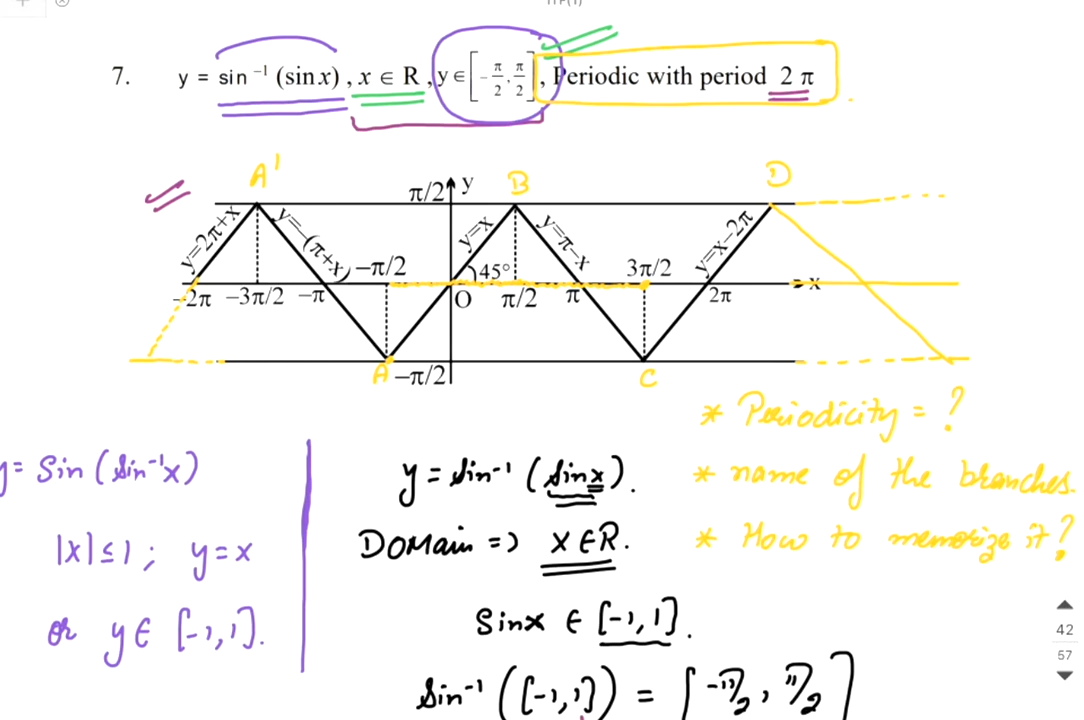 7. y = sin⁻¹ (sin x) , x ∈ R , y ∈ [-π/2, π/2] , Periodic with period 2 π
A' B D
π/2 y
y=2π+x y=-(π+x) -π/2 y=x 45° y=π-x 3π/2 y=x-2π x
-2π -3π/2 -π O π/2 π 2π
A -π/2 C
* Periodicity = ?
y= Sin (Sin⁻¹x)
y = Sin⁻¹ (Sin x).
* name of the branches.
|x| ≤ 1 ; y = x
Domain => x ∈ R.
* How to memorize it ?
or y ∈ [-1, 1].
Sinx ∈ [-1, 1].
Sin⁻¹ ([-1, 1]) = [-π/2, π/2]
42
57